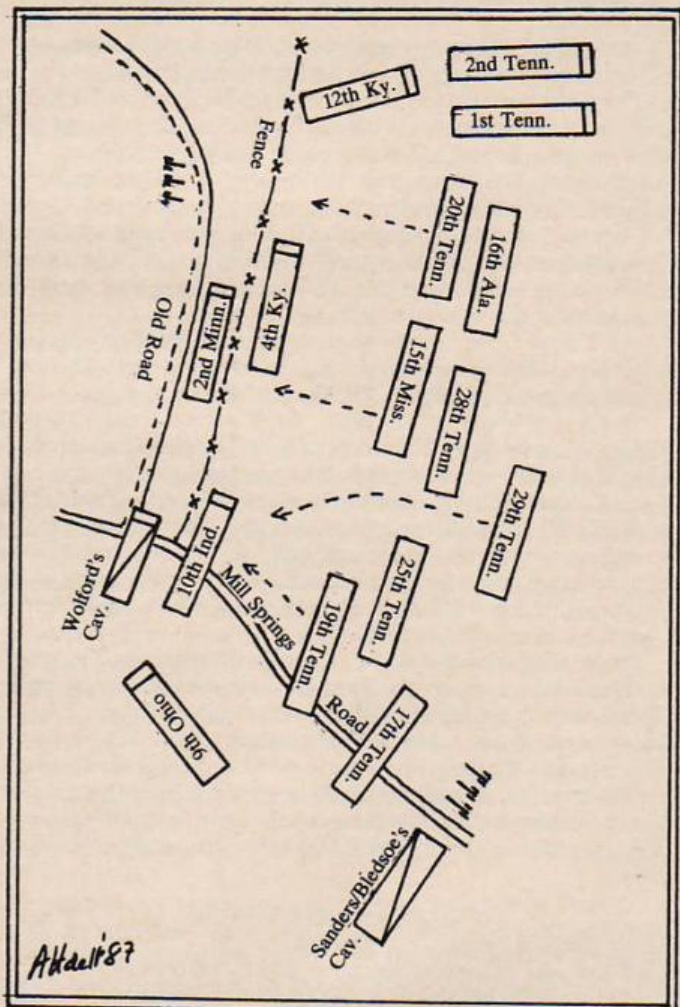 2nd Tenn.
12th Ky.
1st Tenn.
Fence
20th Tenn.
16th Ala.
4th Ky.
2nd Minn.
Old Road
15th Miss.
28th Tenn.
29th Tenn.
10th Ind.
25th Tenn.
Wolford's
Cav.
Mill Springs
19th Tenn.
Road
17th Tenn.
9th Ohio
Sanders/Bledsoe's
Cav.